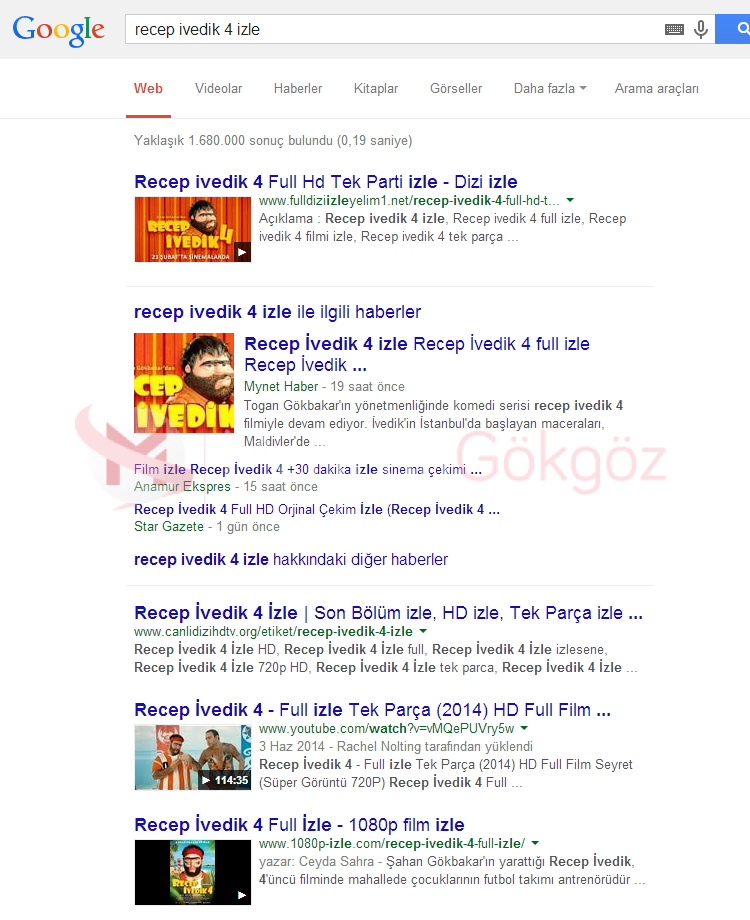 Google
recep ivedik 4 izle
Web Videolar Haberler Kitaplar Görseller Daha fazla Arama araçları
Yaklaşık 1.680.000 sonuç bulundu (0,19 saniye)
Recep ivedik 4 Full Hd Tek Parti izle - Dizi izle
www.fulldiziizleyelim1.net/recep-ivedik-4-full-hd-t...
Açıklama : Recep ivedik 4 izle, Recep ivedik 4 full izle, Recep
ivedik 4 filmi izle, Recep ivedik 4 tek parça ...
RECEP
İVEDİK 4
23 ŞUBAT'TA SİNEMALARDA
recep ivedik 4 izle ile ilgili haberler
Recep İvedik 4 izle Recep İvedik 4 full izle
Recep İvedik ...
Mynet Haber - 19 saat önce
Togan Gökbakar'ın yönetmenliğinde komedi serisi recep ivedik 4
filmiyle devam ediyor. İvedik'in İstanbul'da başlayan maceraları,
Maldivler'de ...
Gökbakar'dan
CEP
İVEDİK
Film izle Recep İvedik 4 +30 dakika izle sinema çekimi ...
Anamur Ekspres - 15 saat önce
Recep İvedik 4 Full HD Orjinal Çekim İzle (Recep İvedik 4 ...
Star Gazete - 1 gün önce
Gökgöz
recep ivedik 4 izle hakkındaki diğer haberler
Recep İvedik 4 İzle | Son Bölüm izle, HD izle, Tek Parça izle ...
www.canlidizihdtv.org/etiket/recep-ivedik-4-izle
Recep İvedik 4 İzle HD, Recep İvedik 4 İzle full, Recep İvedik 4 İzle izlesene,
Recep İvedik 4 İzle 720p HD, Recep İvedik 4 İzle tek parca, Recep İvedik 4 İzle ...
Recep İvedik 4 - Full izle Tek Parça (2014) HD Full Film ...
www.youtube.com/watch?v=vMQePUVry5w
3 Haz 2014 - Rachel Nolting tarafından yüklendi
Recep İvedik 4 - Full izle Tek Parça (2014) HD Full Film Seyret
(Süper Görüntü 720P) Recep İvedik 4 Full ...
114:35
Recep İvedik 4 Full İzle - 1080p film izle
www.1080p-izle.com/recep-ivedik-4-full-izle/
yazar: Ceyda Sahra - Şahan Gökbakar'ın yarattığı Recep İvedik,
4'üncü filminde mahallede çocuklarının futbol takımı antrenörüdür ...
RECEP
İVEDİK 4